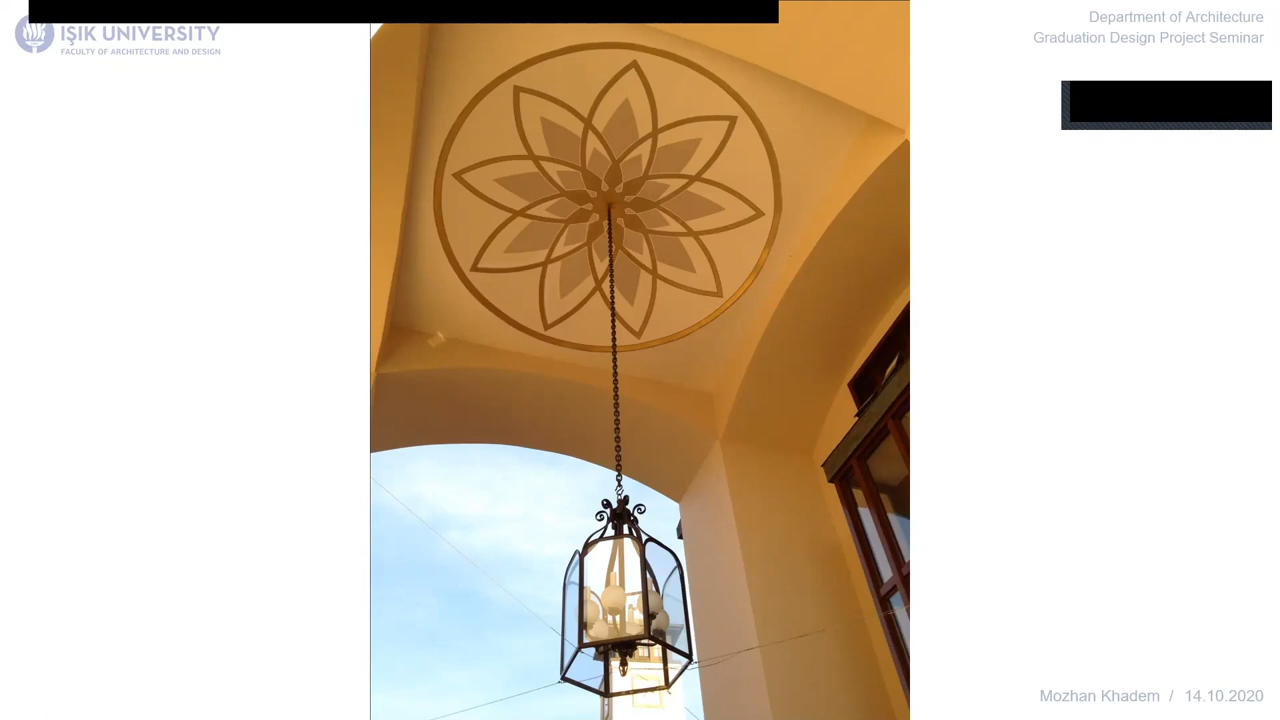 IŞIK UNIVERSITY
FACULTY OF ARCHITECTURE AND DESIGN
Department of Architecture
Graduation Design Project Seminar
Mozhan Khadem / 14.10.2020